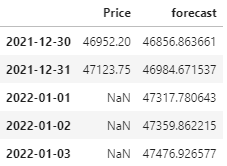 Price forecast
2021-12-30 46952.20 46856.863661
2021-12-31 47123.75 46984.671537
2022-01-01 NaN 47317.780643
2022-01-02 NaN 47359.862215
2022-01-03 NaN 47476.926577